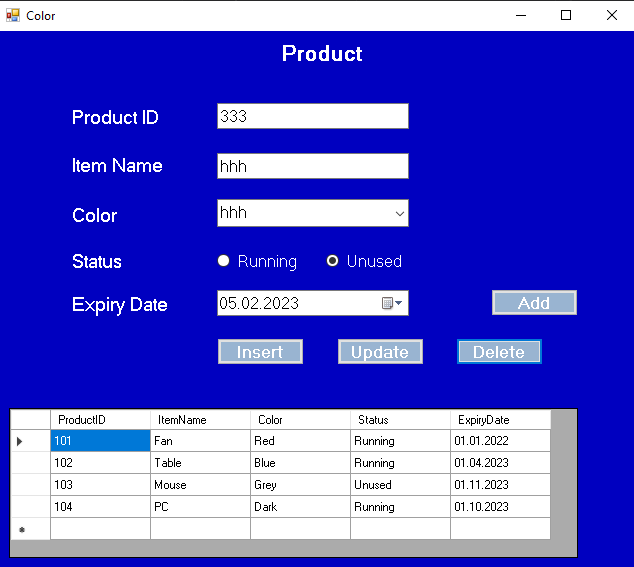 Color
Product
Product ID 333
Item Name hhh
Color hhh
Status Running Unused
Expiry Date 05.02.2023 Add
Insert Update Delete
ProductID ItemName Color Status ExpiryDate
101 Fan Red Running 01.01.2022
102 Table Blue Running 01.04.2023
103 Mouse Grey Unused 01.11.2023
104 PC Dark Running 01.10.2023